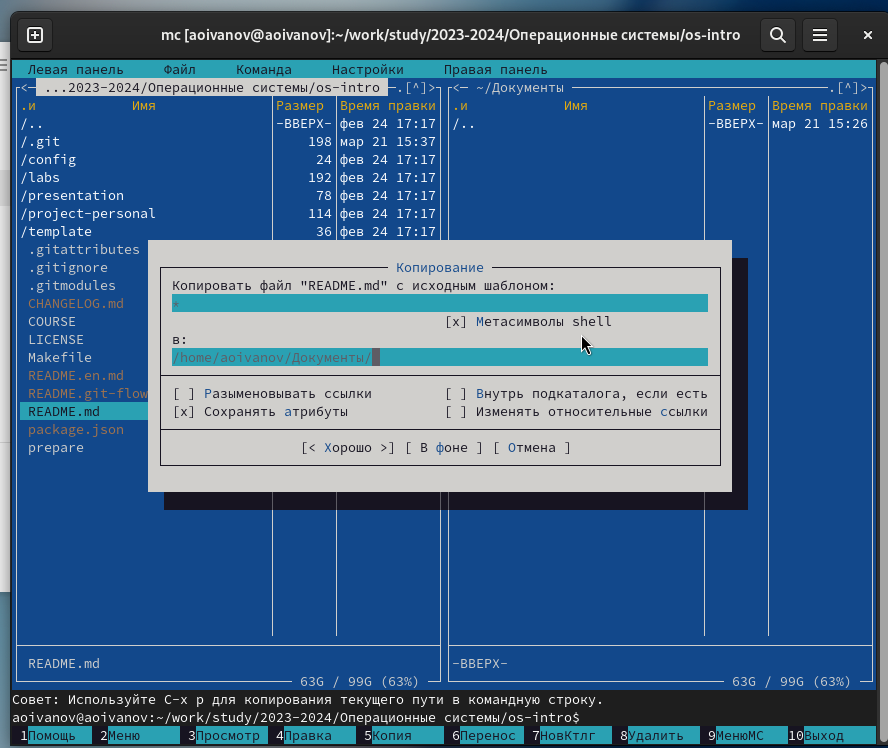 mc [aoivanov@aoivanov]:~/work/study/2023-2024/Операционные системы/os-intro
Левая панель Файл Команда Настройки Правая панель
<─ ...2023-2024/Операционные системы/os-intro ─.[^]>
.и Имя Размер Время правки
/.. -ВВЕРХ- фев 24 17:17
/.git 198 мар 21 15:37
/config 24 фев 24 17:17
/labs 192 фев 24 17:17
/presentation 78 фев 24 17:17
/project-personal 114 фев 24 17:17
/template 36 фев 24 17:17
.gitattributes
.gitignore
.gitmodules
CHANGELOG.md
COURSE
LICENSE
Makefile
README.en.md
README.git-flow
README.md
package.json
prepare
README.md
63G / 99G (63%)
<─ ~/Документы ─.[^]>
.и Имя Размер Время правки
/.. -ВВЕРХ- мар 21 15:26
-ВВЕРХ-
63G / 99G (63%)
Копирование
Копировать файл "README.md" с исходным шаблоном:
*
[x] Метасимволы shell
в:
/home/aoivanov/Документы/
[ ] Разыменовывать ссылки [ ] Внутрь подкаталога, если есть
[x] Сохранять атрибуты [ ] Изменять относительные ссылки
[< Хорошо >] [ В фоне ] [ Отмена ]
Совет: Используйте C-x p для копирования текущего пути в командную строку.
aoivanov@aoivanov:~/work/study/2023-2024/Операционные системы/os-intro$
1Помощь 2Меню 3Просмотр 4Правка 5Копия 6Перенос 7НовКтлг 8Удалить 9МенюMC 10Выход